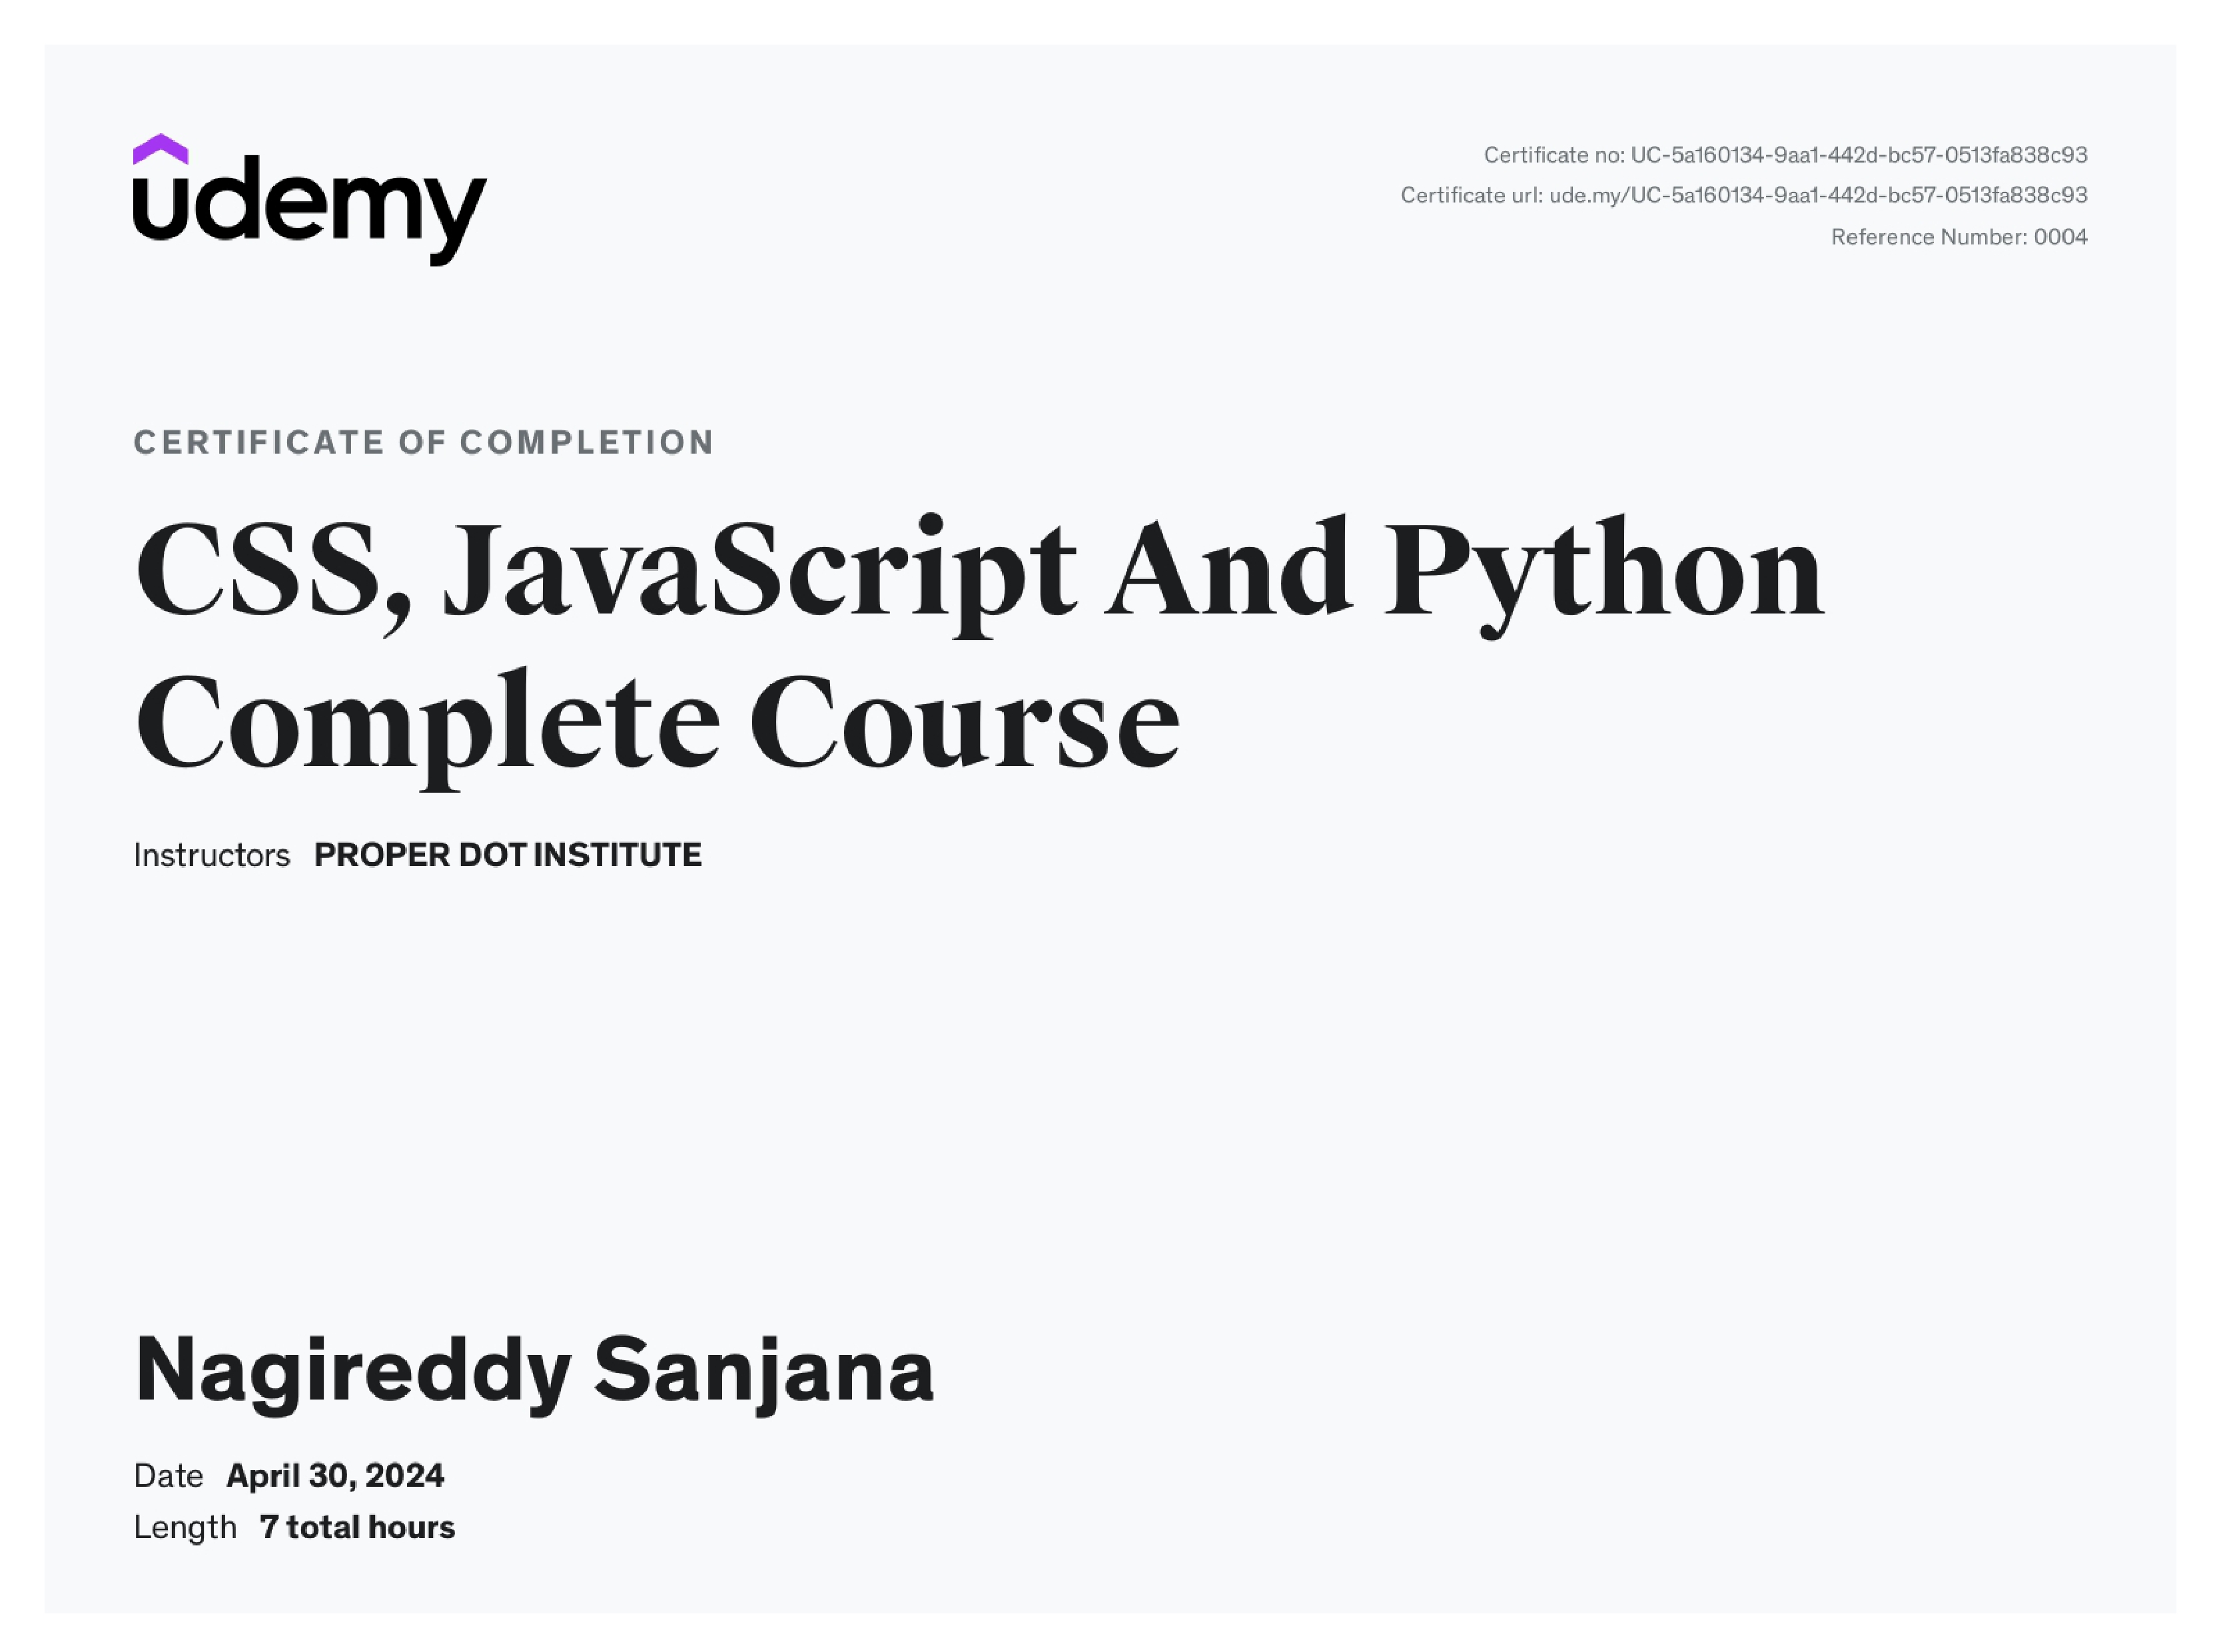 udemy
Certificate no: UC-5a160134-9aa1-442d-bc57-0513fa838c93
Certificate url: ude.my/UC-5a160134-9aa1-442d-bc57-0513fa838c93
Reference Number: 0004
CERTIFICATE OF COMPLETION
CSS, JavaScript And Python
Complete Course
Instructors PROPER DOT INSTITUTE
Nagireddy Sanjana
Date April 30, 2024
Length 7 total hours